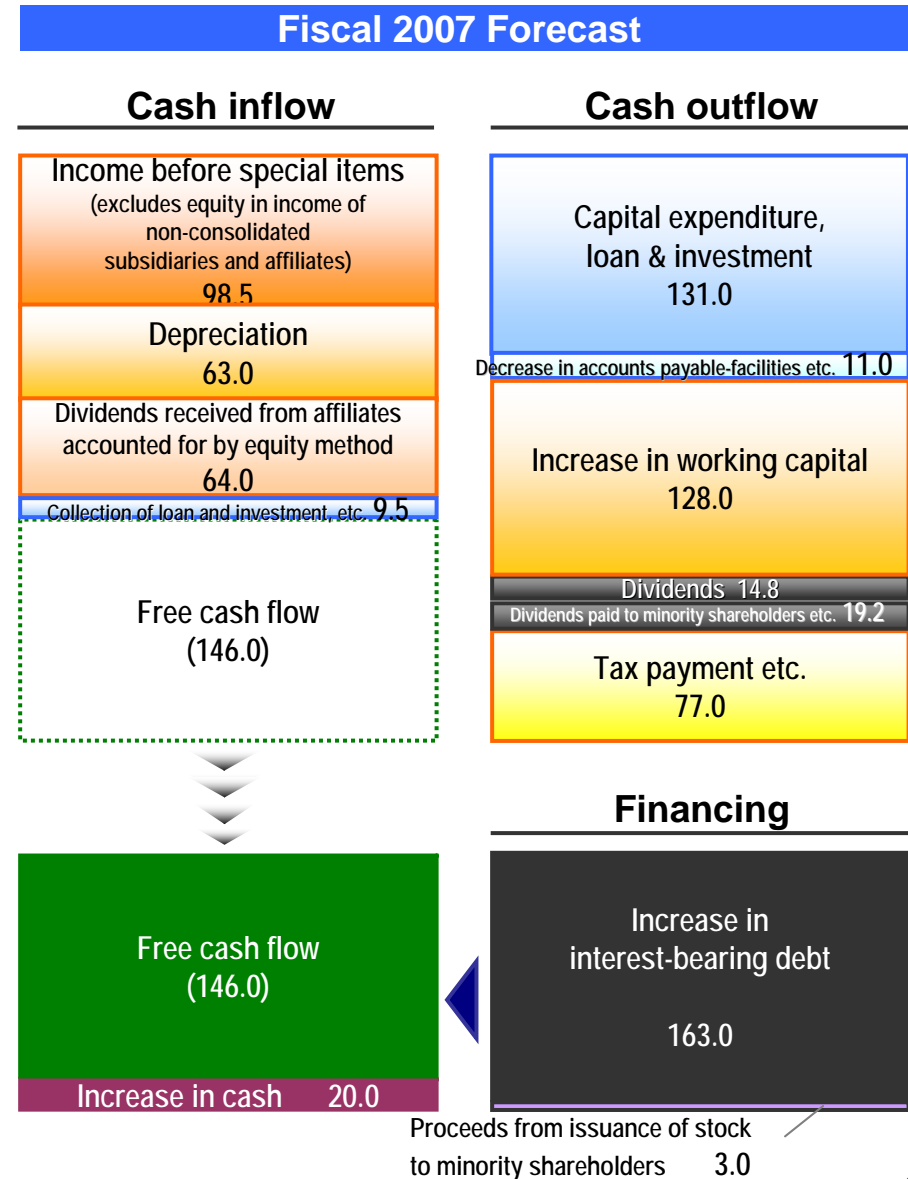 Fiscal 2007 Forecast
Cash inflow
Income before special items
(excludes equity in income of
non-consolidated
subsidiaries and affiliates)
98.5
Depreciation
63.0
Dividends received from affiliates
accounted for by equity method
64.0
Collection of loan and investment, etc. 9.5
Free cash flow
(146.0)
Cash outflow
Capital expenditure,
loan & investment
131.0
Decrease in accounts payable-facilities etc. 11.0
Increase in working capital
128.0
Dividends 14.8
Dividends paid to minority shareholders etc. 19.2
Tax payment etc.
77.0
Free cash flow
(146.0)
Increase in cash 20.0
Financing
Increase in
interest-bearing debt
163.0
Proceeds from issuance of stock
to minority shareholders 3.0